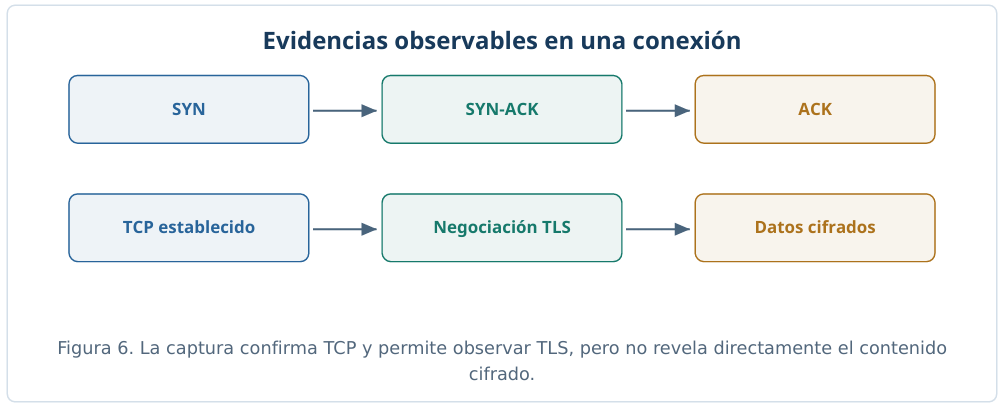 Evidencias observables en una conexión
SYN
SYN-ACK
ACK
TCP establecido
Negociación TLS
Datos cifrados
Figura 6. La captura confirma TCP y permite observar TLS, pero no revela directamente el contenido
cifrado.